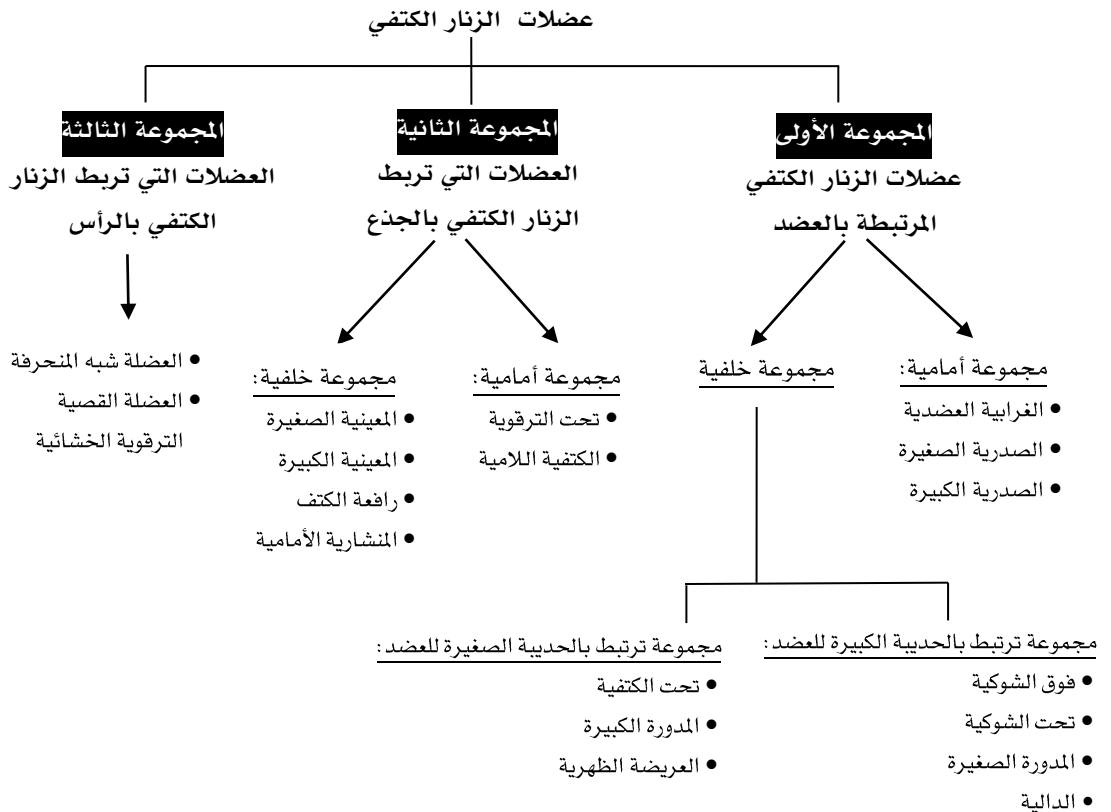 عضلات الزنار الكتفي
المجموعة الأولى
عضلات الزنار الكتفي
المرتبطة بالعضد
مجموعة أمامية:
• الغرابية العضدية
• الصدرية الصغيرة
• الصدرية الكبيرة
مجموعة خلفية
مجموعة ترتبط بالحديبة الكبيرة للعضد:
• فوق الشوكية
• تحت الشوكية
• المدورة الصغيرة
• الدالية
مجموعة ترتبط بالحديبة الصغيرة للعضد:
• تحت الكتفية
• المدورة الكبيرة
• العريضة الظهرية
المجموعة الثانية
العضلات التي تربط
الزنار الكتفي بالجذع
مجموعة أمامية:
• تحت الترقوية
• الكتفية اللامية
مجموعة خلفية:
• المعينية الصغيرة
• المعينية الكبيرة
• رافعة الكتف
• المنشارية الأمامية
المجموعة الثالثة
العضلات التي تربط الزنار
الكتفي بالرأس
• العضلة شبه المنحرفة
• العضلة القصية
الترقوية الخشائية